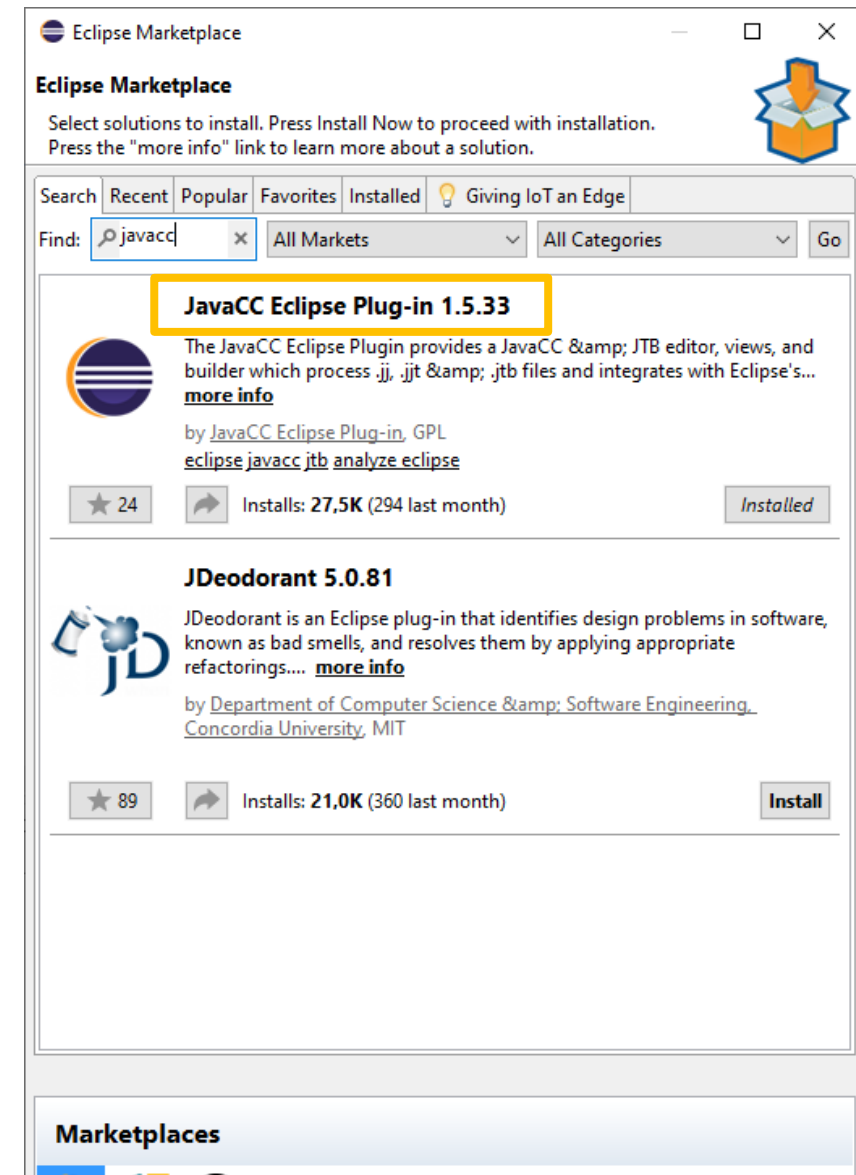 Eclipse Marketplace
Eclipse Marketplace
Select solutions to install. Press Install Now to proceed with installation.
Press the "more info" link to learn more about a solution.
Search Recent Popular Favorites Installed Giving IoT an Edge
Find: javacc All Markets All Categories Go
JavaCC Eclipse Plug-in 1.5.33
The JavaCC Eclipse Plugin provides a JavaCC &amp; JTB editor, views, and
builder which process .jj, .jjt &amp; .jtb files and integrates with Eclipse's...
more info
by JavaCC Eclipse Plug-in, GPL
eclipse javacc jtb analyze eclipse
24 Installs: 27,5K (294 last month) Installed
JDeodorant 5.0.81
JDeodorant is an Eclipse plug-in that identifies design problems in software,
known as bad smells, and resolves them by applying appropriate
refactorings.... more info
by Department of Computer Science &amp; Software Engineering,
Concordia University, MIT
jD
89 Installs: 21,0K (360 last month) Install
Marketplaces